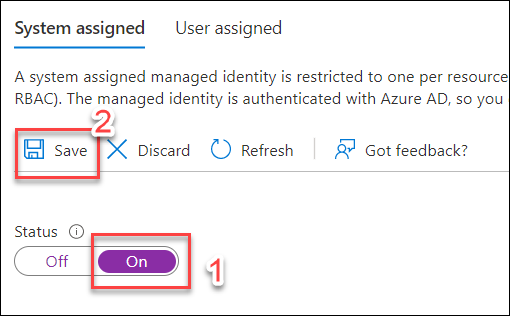 System assigned User assigned
A system assigned managed identity is restricted to one per resource
RBAC). The managed identity is authenticated with Azure AD, so you
2
Save Discard Refresh Got feedback?
Status
Off On
1